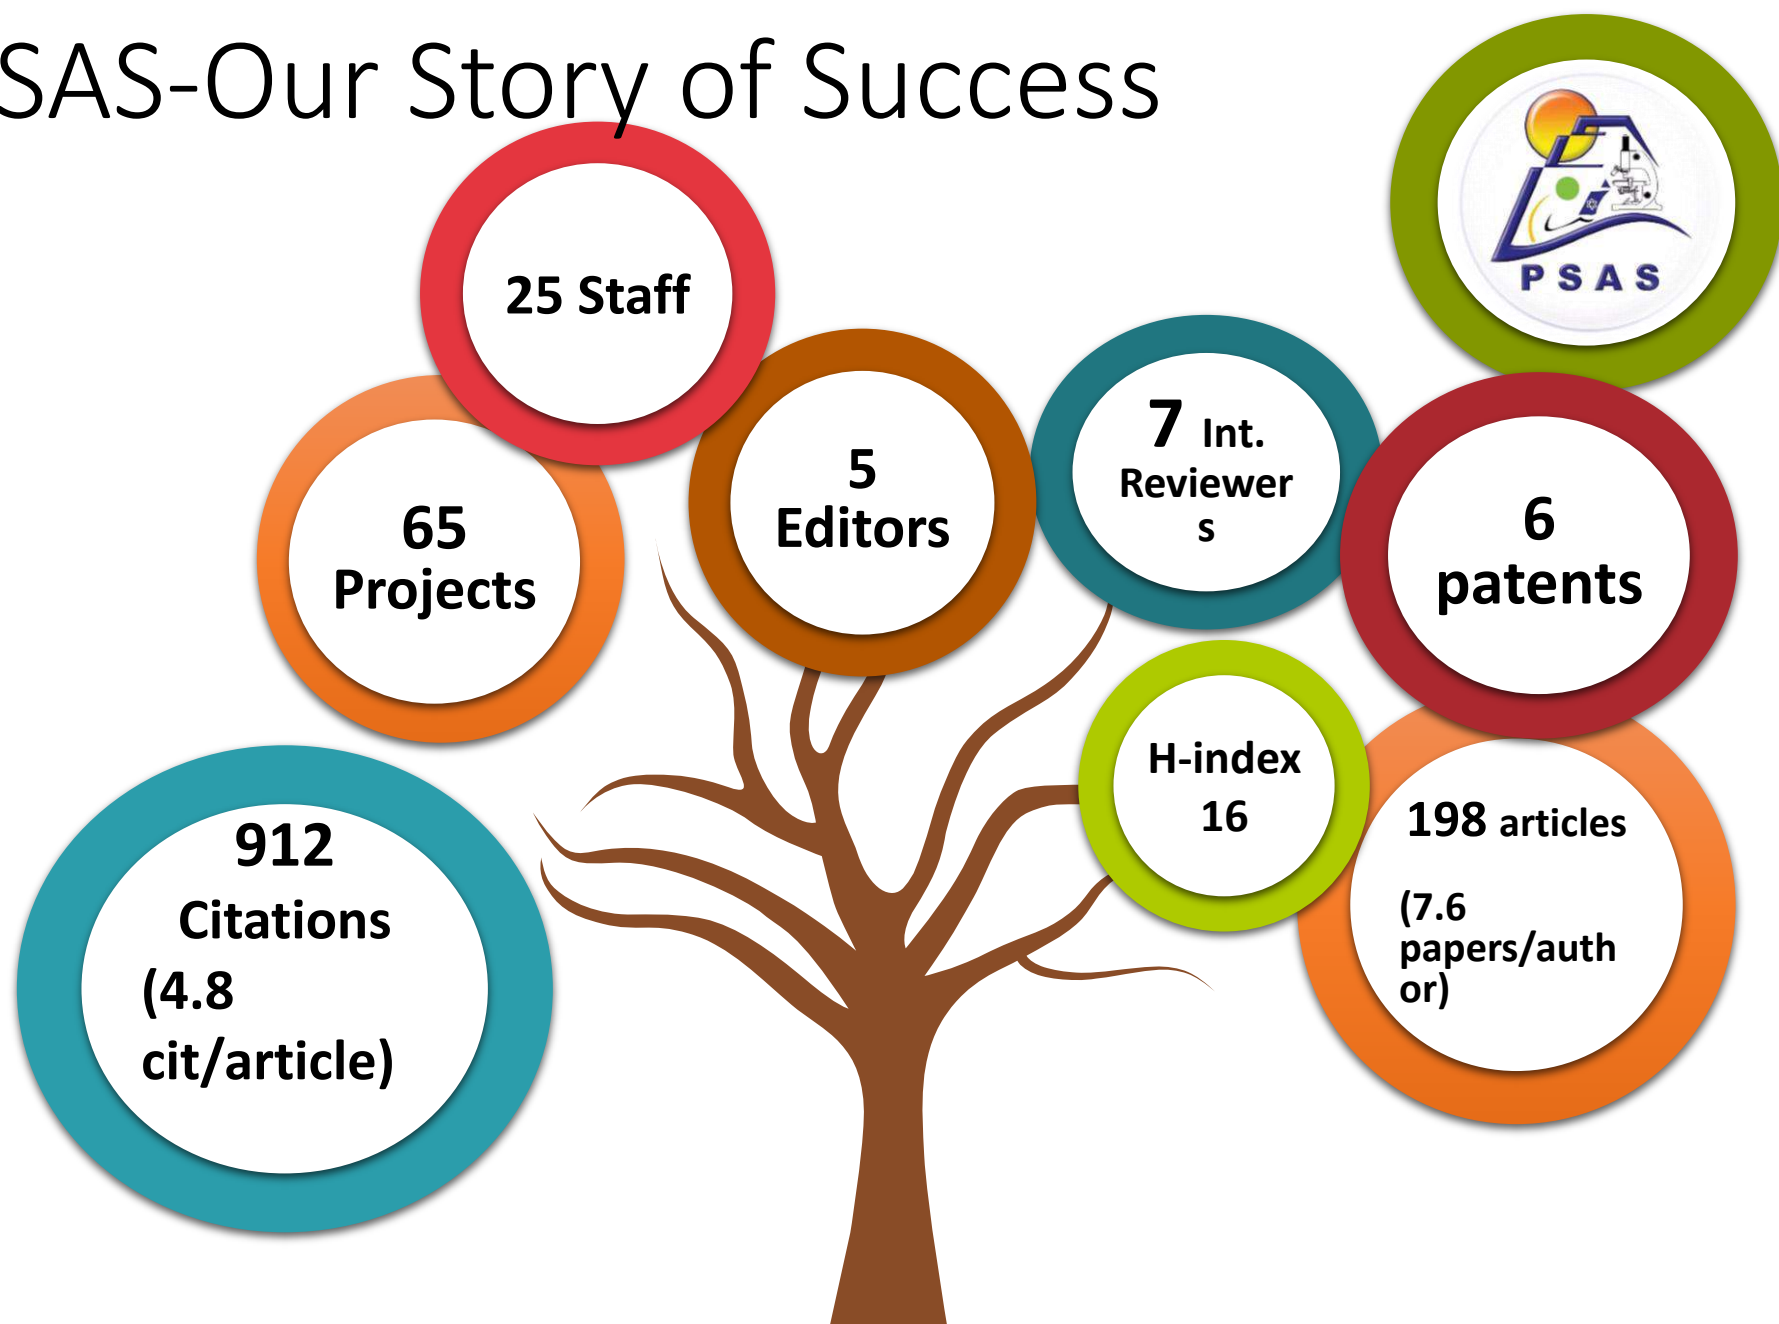 SAS-Our Story of Success
PSAS
25 Staff
65
Projects
5
Editors
7 Int.
Reviewer
s
6
patents
H-index
16
198 articles
(7.6
papers/auth
or)
912
Citations
(4.8
cit/article)